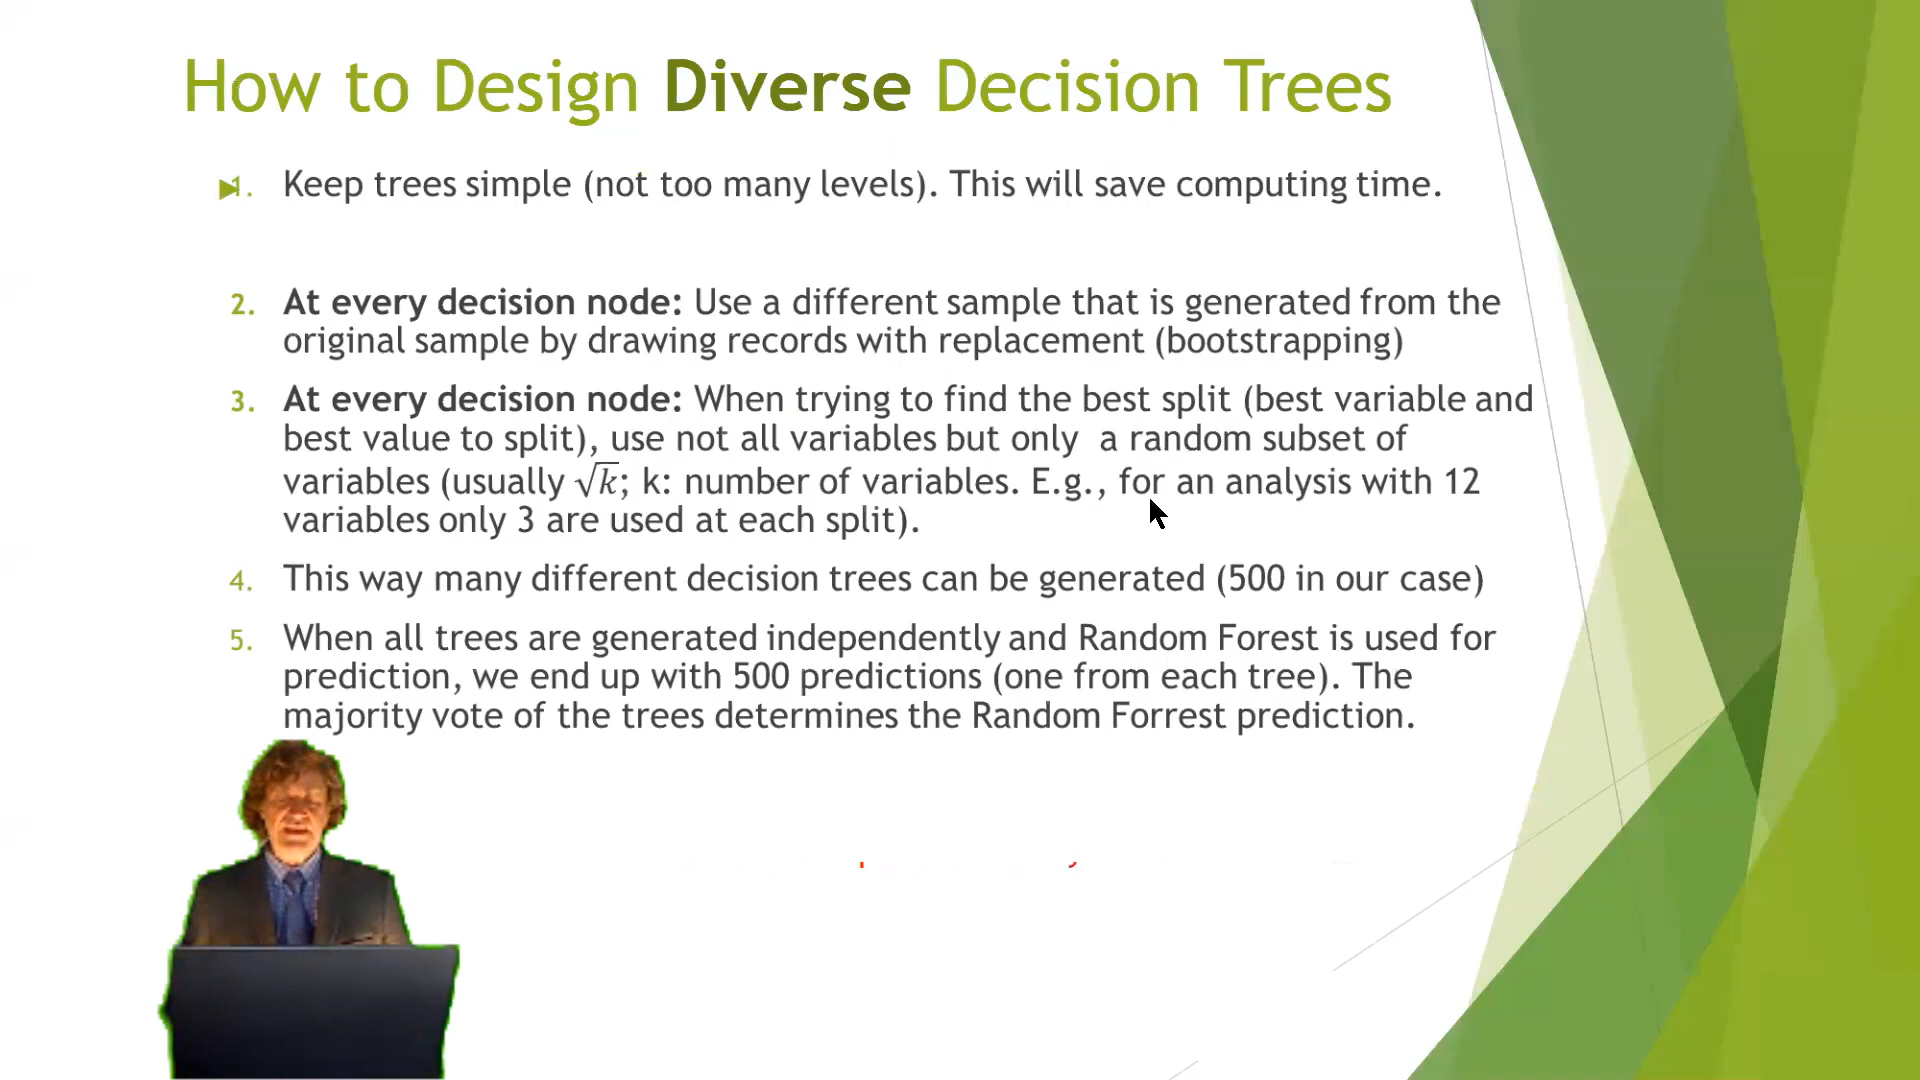 How to Design Diverse Decision Trees
1. Keep trees simple (not too many levels). This will save computing time.
2. At every decision node: Use a different sample that is generated from the
original sample by drawing records with replacement (bootstrapping)
3. At every decision node: When trying to find the best split (best variable and
best value to split), use not all variables but only a random subset of
variables (usually √k; k: number of variables. E.g., for an analysis with 12
variables only 3 are used at each split).
4. This way many different decision trees can be generated (500 in our case)
5. When all trees are generated independently and Random Forest is used for
prediction, we end up with 500 predictions (one from each tree). The
majority vote of the trees determines the Random Forrest prediction.